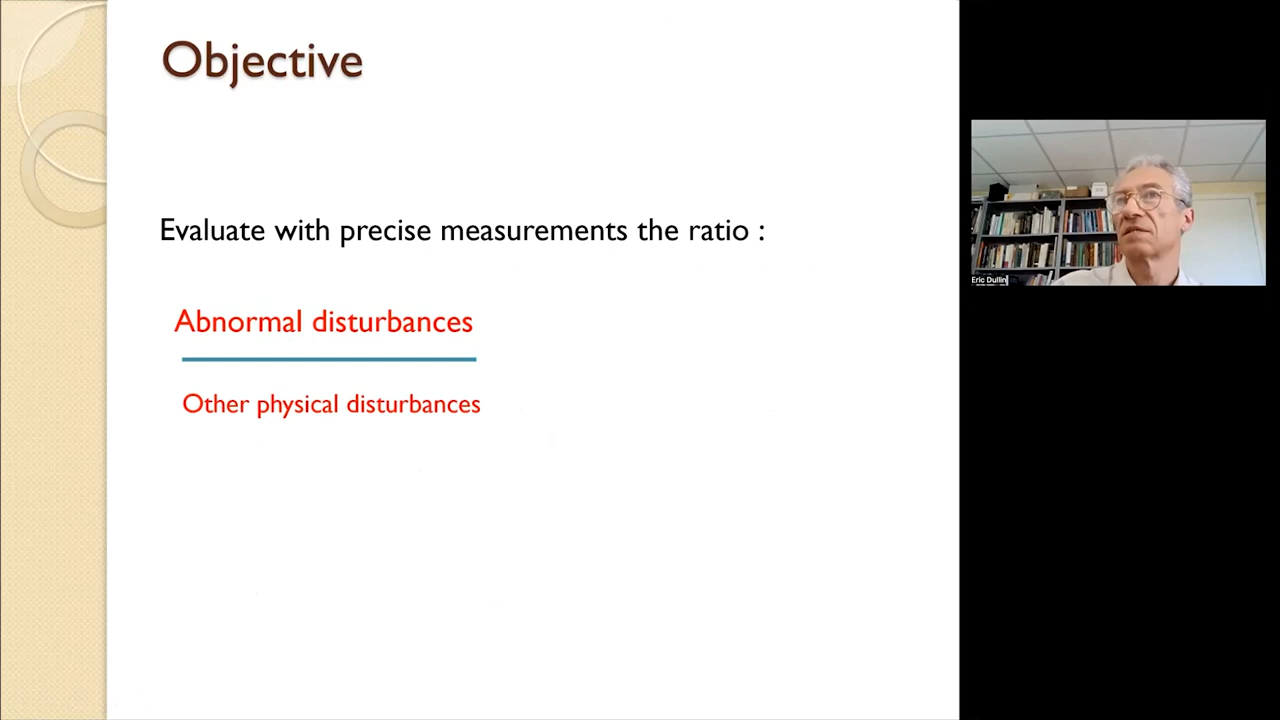 Objective
Evaluate with precise measurements the ratio :
Abnormal disturbances
Other physical disturbances
Eric Dullin